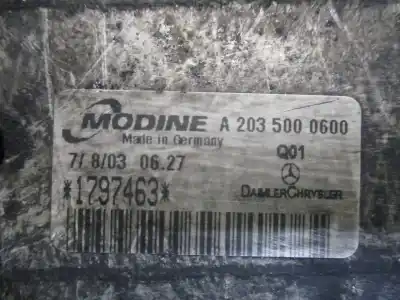 MODINE A 203 500 0600
Made in Germany
7/ 8/03 06.27 Q01
*1797463* DAIMLERCHRYSLER